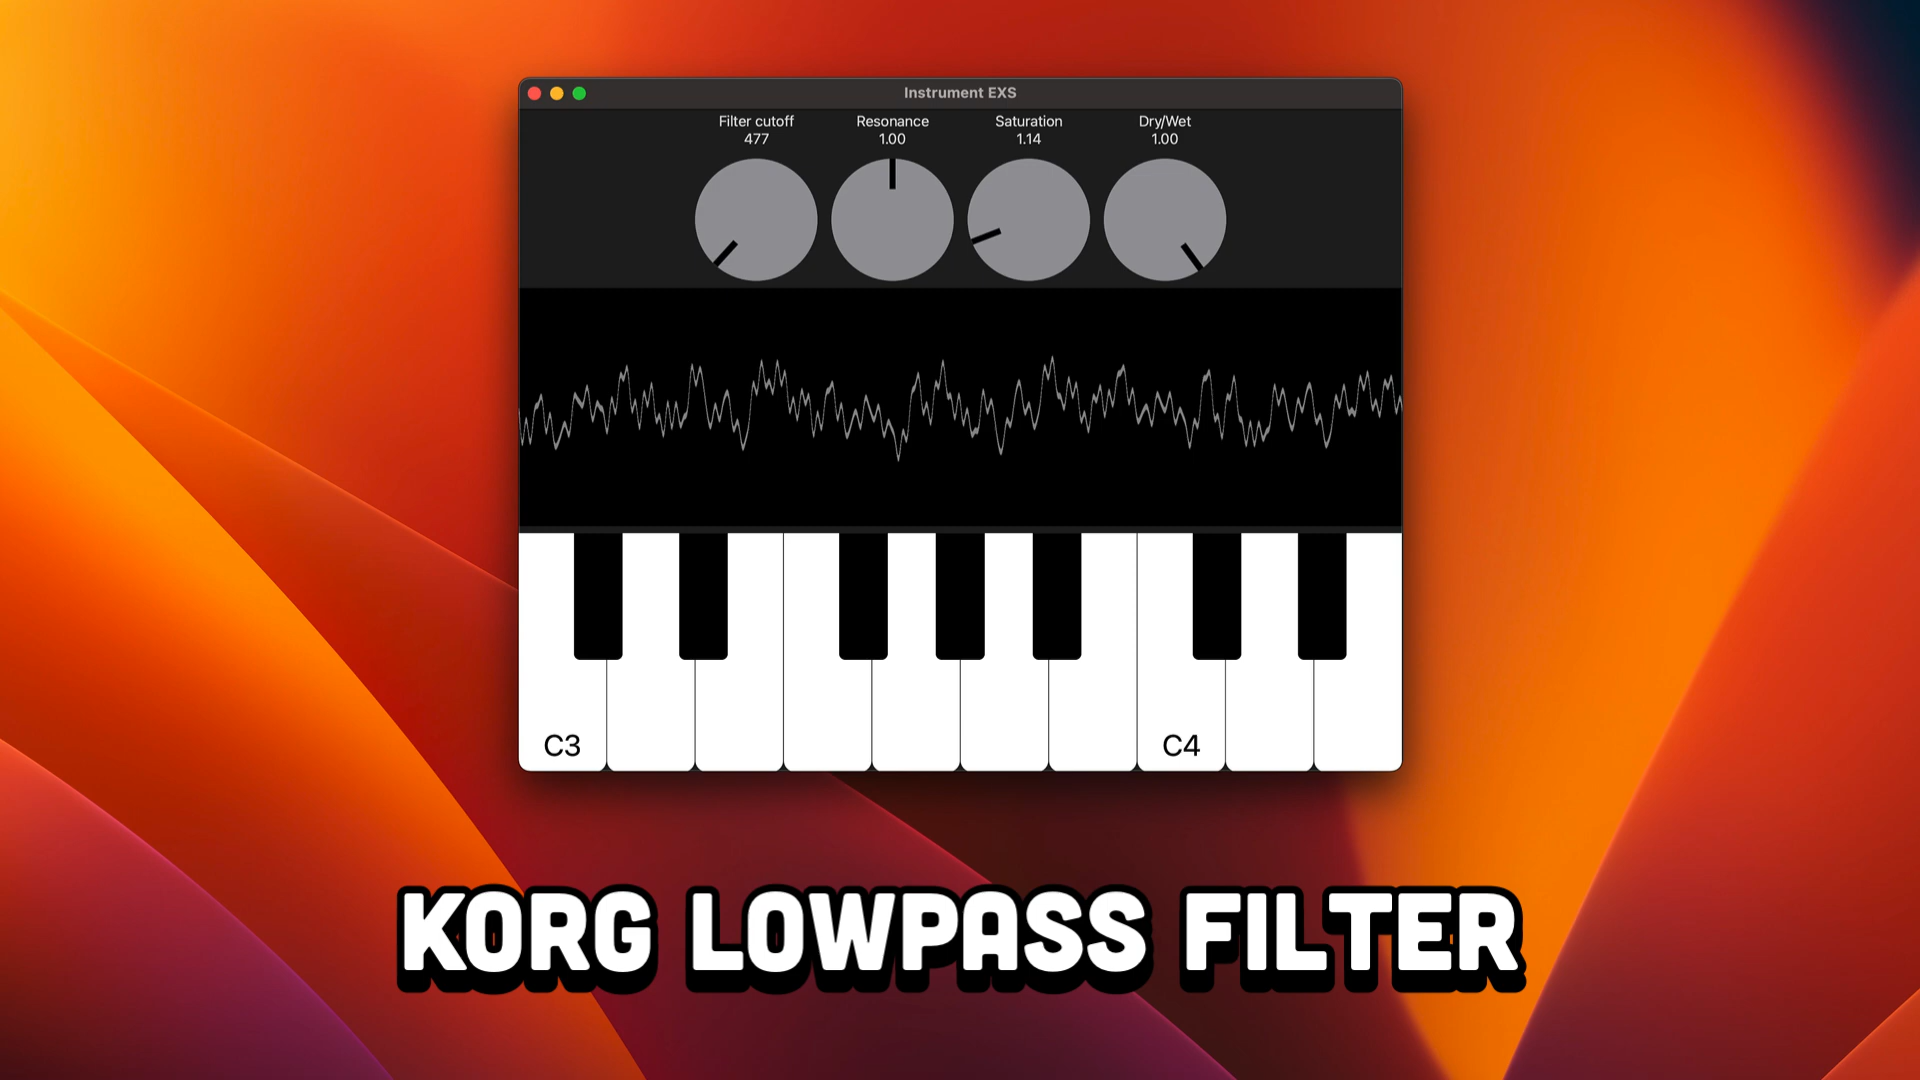 Instrument EXS
Filter cutoff Resonance Saturation Dry/Wet
477 1.00 1.14 1.00
C3 C4
KORG LOWPASS FILTER